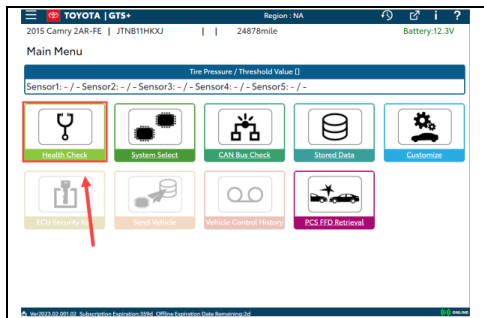 TOYOTA | GTS+ Region : NA i ?
2015 Camry 2AR-FE | JTNB11HKXJ | | 24878mile Battery:12.3V
Main Menu
Tire Pressure / Threshold Value []
Sensor1: - / - Sensor2: - / - Sensor3: - / - Sensor4: - / - Sensor5: - / -
Health Check System Select CAN Bus Check Stored Data Customize
ECU Security Key Send Vehicle Vehicle Control History PCS FFD Retrieval
Ver2023.02.001.02 Subscription Expiration:359d Offline Expiration Date Remaining:2d ONLINE